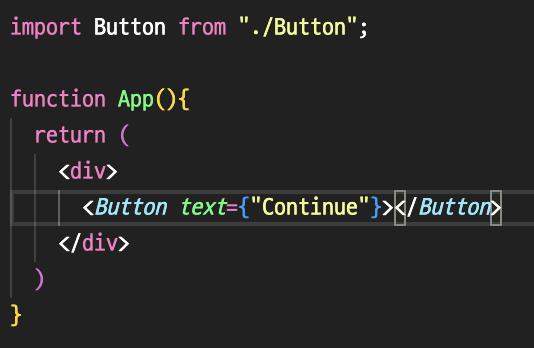 import Button from "./Button";
function App(){
return (
<div>
<Button text={"Continue"}></Button>
</div>
)
}